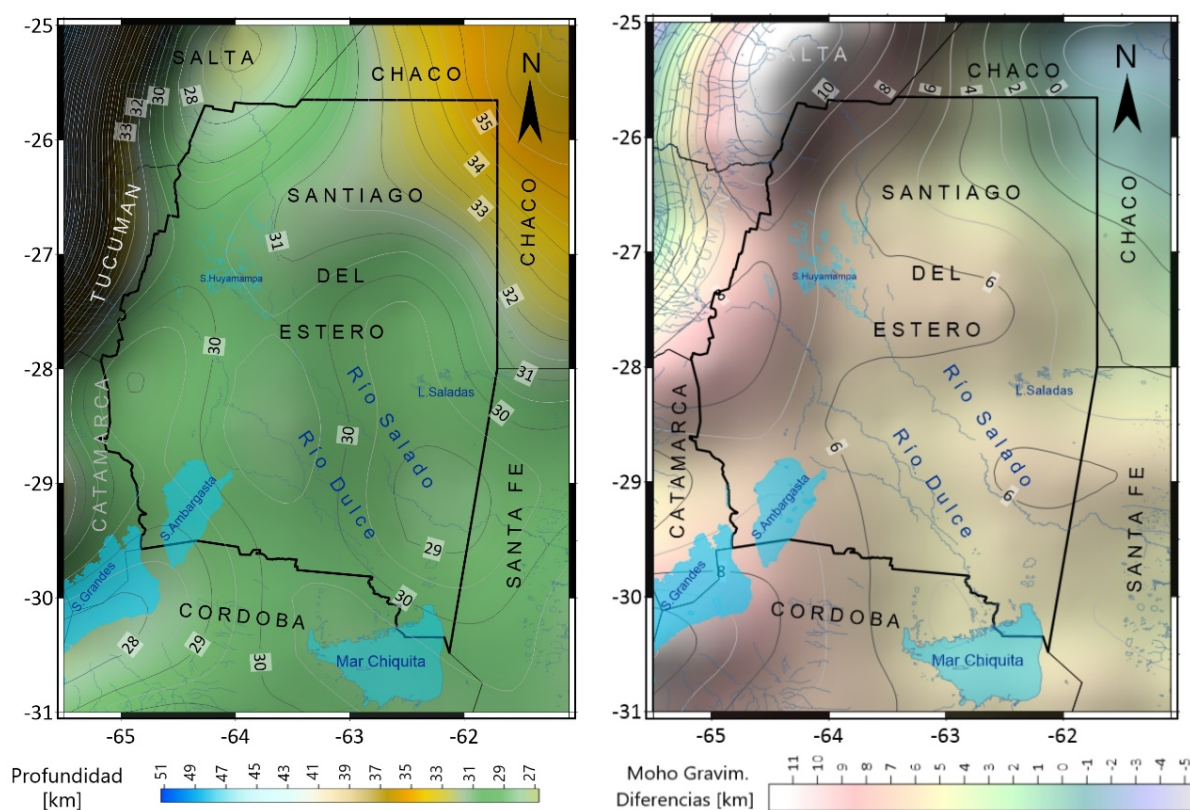 -25
-26
-27
-28
-29
-30
-31
-65
-64
-63
-62
SALTA
CHACO
N
33
32
30
28
35
34
33
TUCUMAN
SANTIAGO
CHACO
31
S.Huyamampa
DEL
32
30
ESTERO
31
Río Salado
L.Saladas
30
CATAMARCA
30
Río Dulce
S.Ambargasta
SANTA FE
29
S.Grandes
30
CORDOBA
28
29
30
Mar Chiquita
Profundidad
[km]
51 49 47 45 43 41 39 37 35 33 31 29 27
-25
-26
-27
-28
-29
-30
-31
-65
-64
-63
-62
SALTA
CHACO
N
10
8
6
4
2
0
SANTIAGO
CHACO
S.Huyamampa
DEL
6
8
ESTERO
Río Salado
L.Saladas
CATAMARCA
6
Río Dulce
6
S.Ambargasta
SANTA FE
S.Grandes
8
CORDOBA
Mar Chiquita
Moho Gravim.
Diferencias [km]
11 10 9 8 7 6 5 4 3 2 1 0 -1 -2 -3 -4 -5